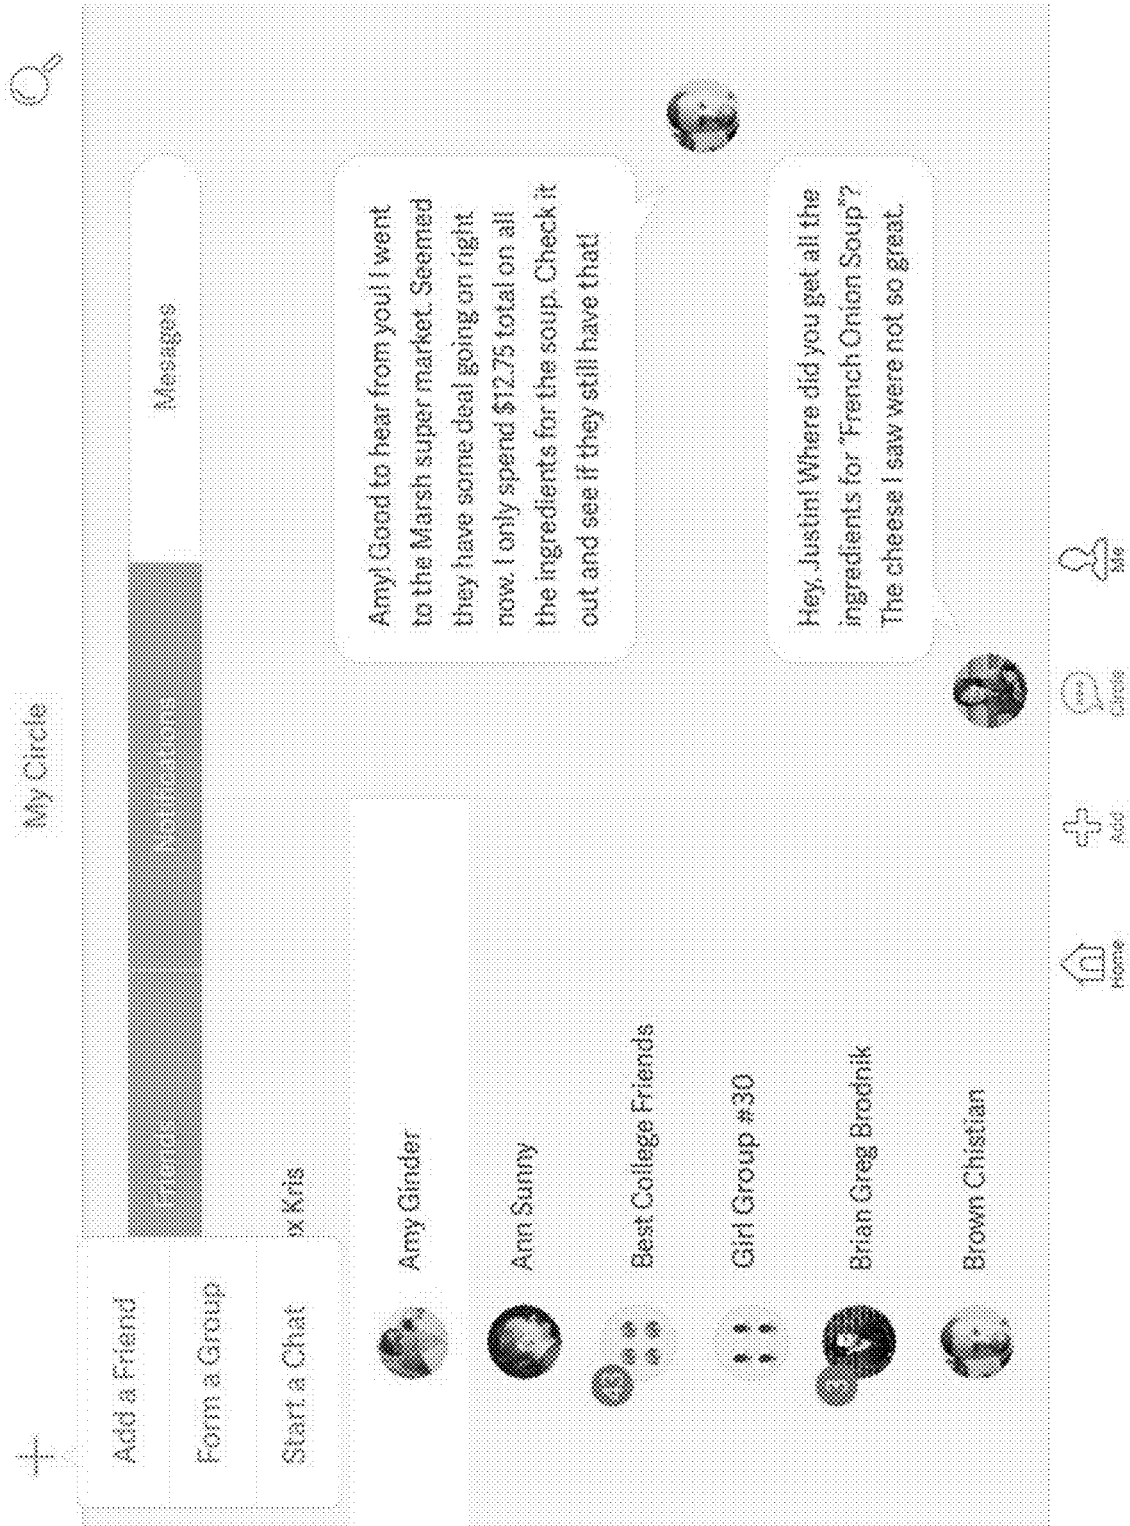 My Circle
Add a Friend
Form a Group
Start a Chat
Messages
ex Kris
Amy Ginder
Ann Sunny
Best College Friends
Girl Group #30
Brian Greg Brodnik
Brown Chistian
Amy! Good to hear from you! I went
to the Marsh super market. Seemed
they have some deal going on right
now. I only spend $12.75 total on all
the ingredients for the soup. Check it
out and see if they still have that!
Hey, Justin! Where did you get all the
ingredients for "French Onion Soup"?
The cheese I saw were not so great.
Home
Add
Circle
Me